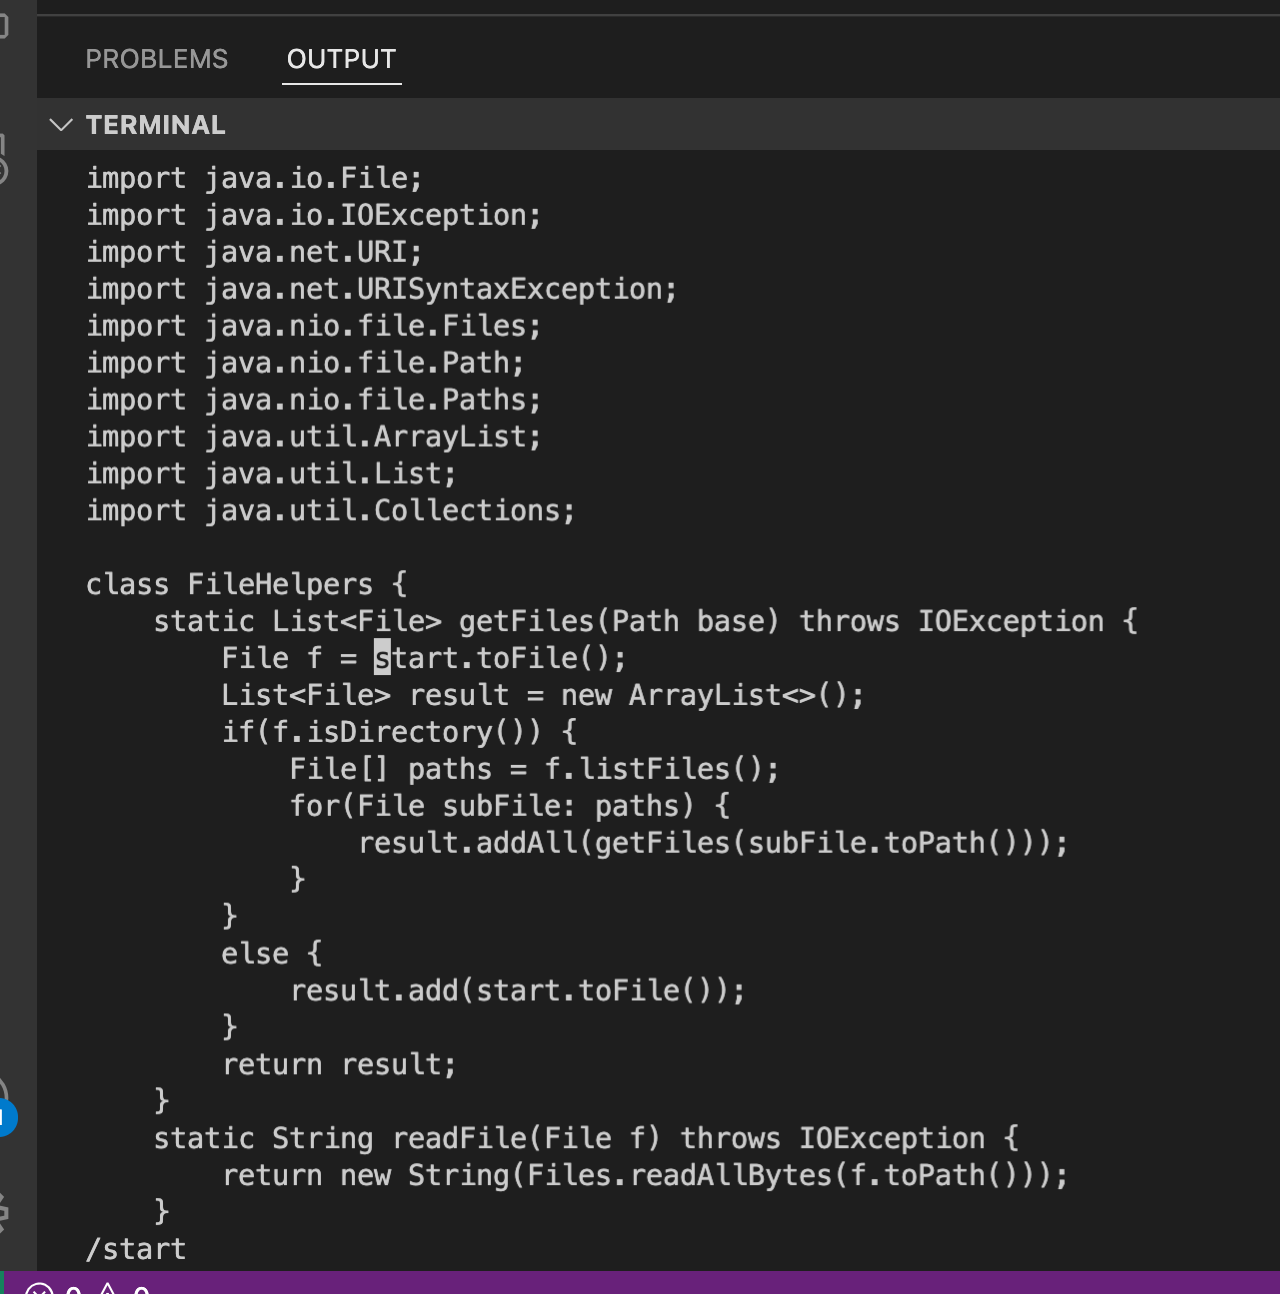 PROBLEMS OUTPUT
TERMINAL
import java.io.File;
import java.io.IOException;
import java.net.URI;
import java.net.URISyntaxException;
import java.nio.file.Files;
import java.nio.file.Path;
import java.nio.file.Paths;
import java.util.ArrayList;
import java.util.List;
import java.util.Collections;

class FileHelpers {
    static List<File> getFiles(Path base) throws IOException {
        File f = start.toFile();
        List<File> result = new ArrayList<>();
        if(f.isDirectory()) {
            File[] paths = f.listFiles();
            for(File subFile: paths) {
                result.addAll(getFiles(subFile.toPath()));
            }
        }
        else {
            result.add(start.toFile());
        }
        return result;
    }
    static String readFile(File f) throws IOException {
        return new String(Files.readAllBytes(f.toPath()));
    }
/start